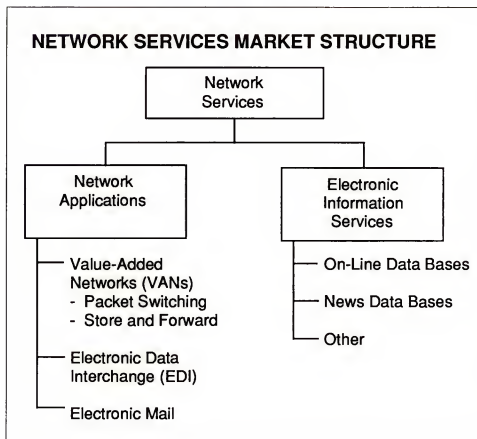 NETWORK SERVICES MARKET STRUCTURE
Network
Services
Network
Applications
Value-Added
Networks (VANs)
- Packet Switching
- Store and Forward
Electronic Data
Interchange (EDI)
Electronic Mail
Electronic
Information
Services
On-Line Data Bases
News Data Bases
Other